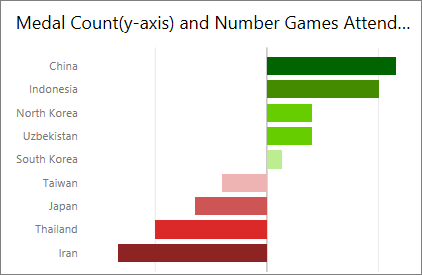 Medal Count(y-axis) and Number Games Attend...
China
Indonesia
North Korea
Uzbekistan
South Korea
Taiwan
Japan
Thailand
Iran